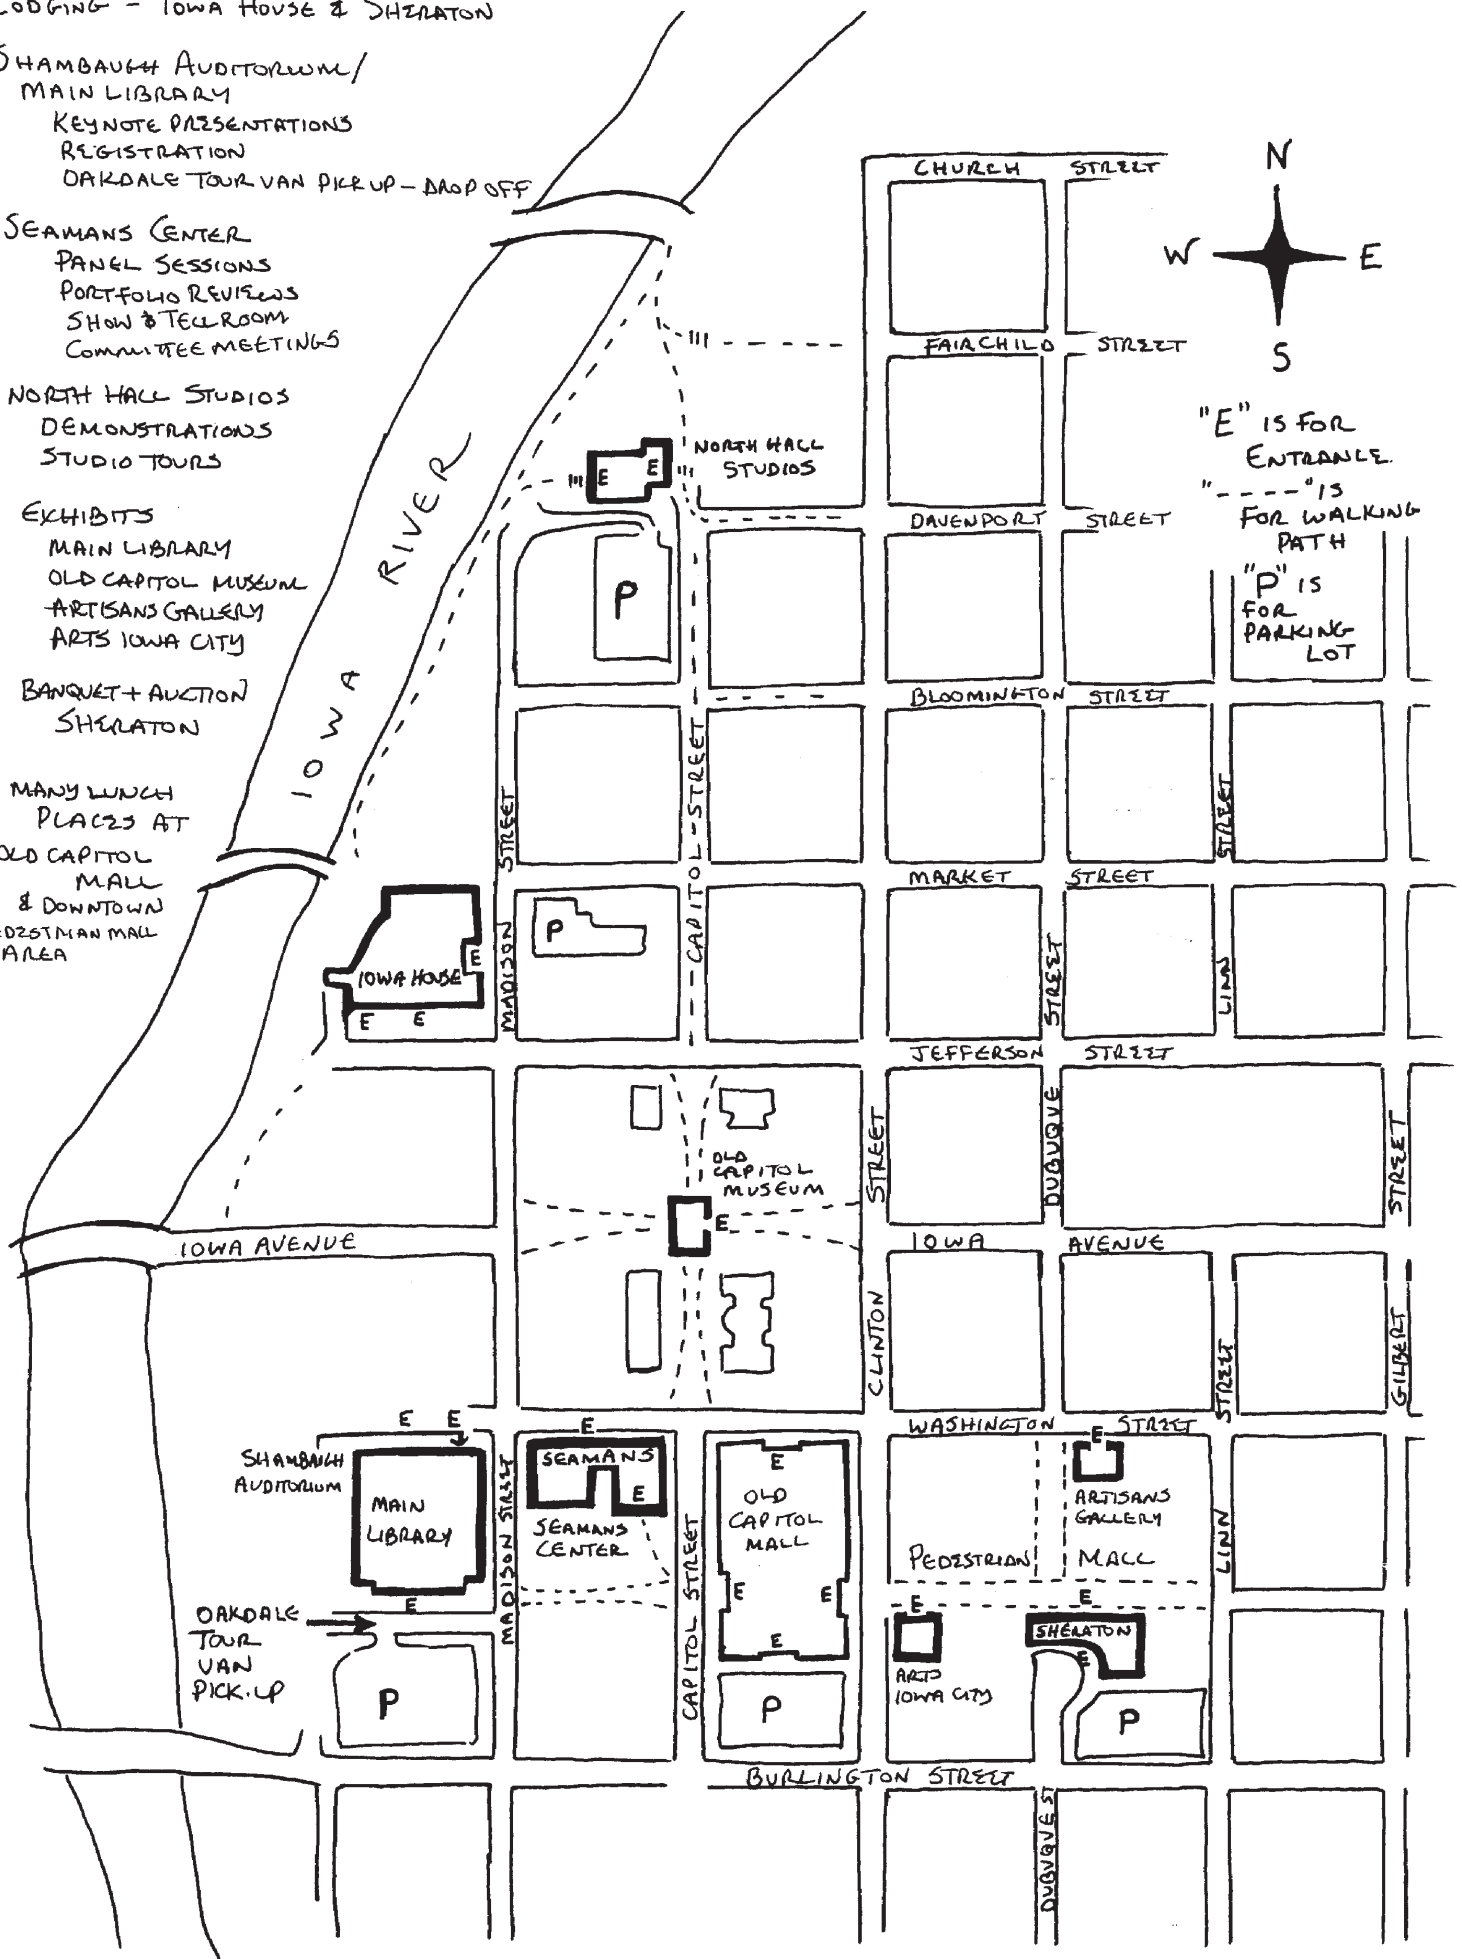 LODGING - IOWA HOUSE & SHERATON
SHAMBAUGH AUDITORIUM/
MAIN LIBRARY
KEYNOTE PRESENTATIONS
REGISTRATION
OAKDALE TOUR VAN PICK UP - DROP OFF
SEAMANS CENTER
PANEL SESSIONS
PORTFOLIO REVIEWS
SHOW & TELL ROOM
COMMITTEE MEETINGS
NORTH HALL STUDIOS
DEMONSTRATIONS
STUDIO TOURS
EXHIBITS
MAIN LIBRARY
OLD CAPITOL MUSEUM
ARTISANS GALLERY
ARTS IOWA CITY
BANQUET + AUCTION
SHERATON
MANY LUNCH
PLACES AT
OLD CAPITOL
MALL
& DOWNTOWN
PEDESTRIAN MALL
AREA
N
W E
S
"E" IS FOR
ENTRANCE.
"----" IS
FOR WALKING
PATH
"P" IS
FOR
PARKING
LOT
CHURCH STREET
FAIRCHILD STREET
NORTH HALL
STUDIOS
E E
DAVENPORT STREET
P
IOWA RIVER
BLOOMINGTON STREET
MADISON STREET
CAPITOL STREET
LINN STREET
MARKET STREET
P
IOWA HOUSE
E
E E
DUBUQUE STREET
JEFFERSON STREET
OLD
CAPITOL
MUSEUM
E
CLINTON STREET
GILBERT STREET
IOWA AVENUE
IOWA AVENUE
WASHINGTON STREET
E E
SHAMBAUGH
AUDITORIUM
MAIN
LIBRARY
E
MADISON STREET
E
SEAMANS
E
SEAMANS
CENTER
CAPITOL STREET
E
OLD
CAPITOL
MALL
E E
E
P
E
ARTISANS
GALLERY
PEDESTRIAN MALL
LINN STREET
E
E
SHERATON
E
ARTS
IOWA CITY
P
OAKDALE
TOUR
VAN
PICK-UP
P
BURLINGTON STREET
DUBUQUE ST